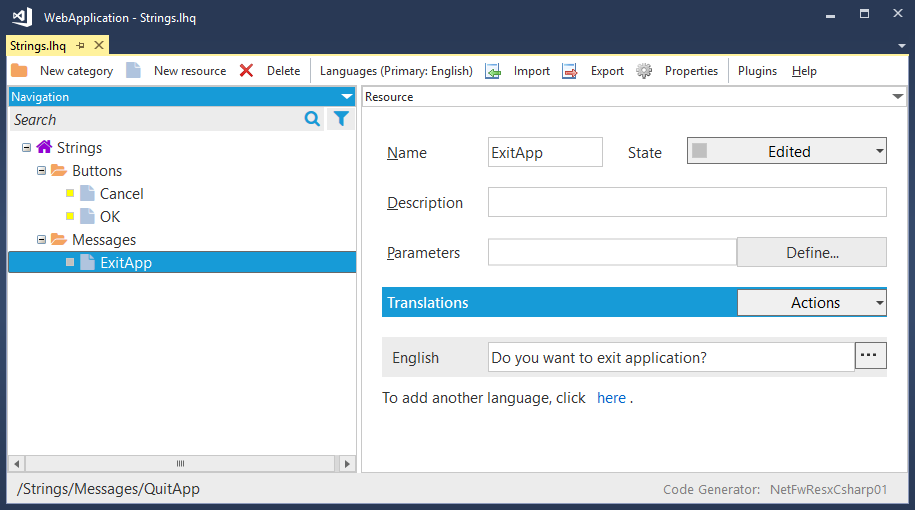 WebApplication - Strings.lhq
Strings.lhq
New category New resource Delete Languages (Primary: English) Import Export Properties Plugins Help
Navigation
Search
Strings
Buttons
Cancel
OK
Messages
ExitApp
Resource
Name ExitApp State Edited
Description
Parameters Define...
Translations Actions
English Do you want to exit application? ...
To add another language, click here .
/Strings/Messages/QuitApp
Code Generator: NetFwResxCsharp01